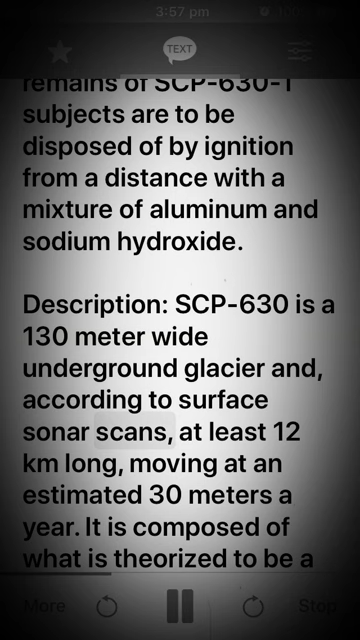 3:57 pm
TEXT
remains of SCP-630-1
subjects are to be
disposed of by ignition
from a distance with a
mixture of aluminum and
sodium hydroxide.
Description: SCP-630 is a
130 meter wide
underground glacier and,
according to surface
sonar scans, at least 12
km long, moving at an
estimated 30 meters a
year. It is composed of
what is theorized to be a
More
Stop